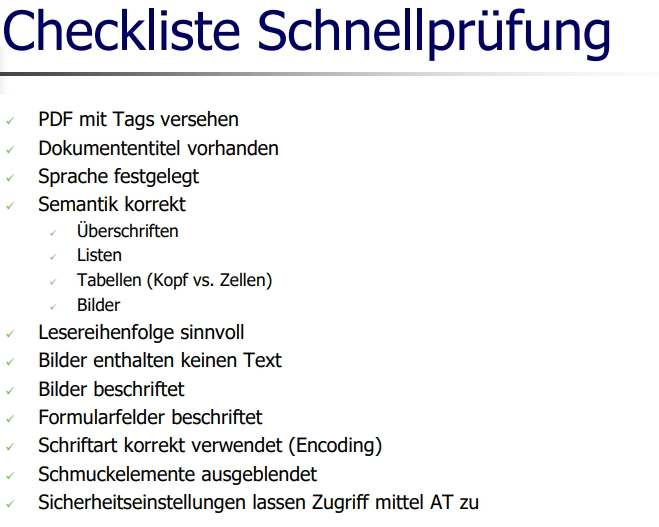 Checkliste Schnellprüfung
PDF mit Tags versehen
Dokumententitel vorhanden
Sprache festgelegt
Semantik korrekt
Überschriften
Listen
Tabellen (Kopf vs. Zellen)
Bilder
Lesereihenfolge sinnvoll
Bilder enthalten keinen Text
Bilder beschriftet
Formularfelder beschriftet
Schriftart korrekt verwendet (Encoding)
Schmuckelemente ausgeblendet
Sicherheitseinstellungen lassen Zugriff mittel AT zu